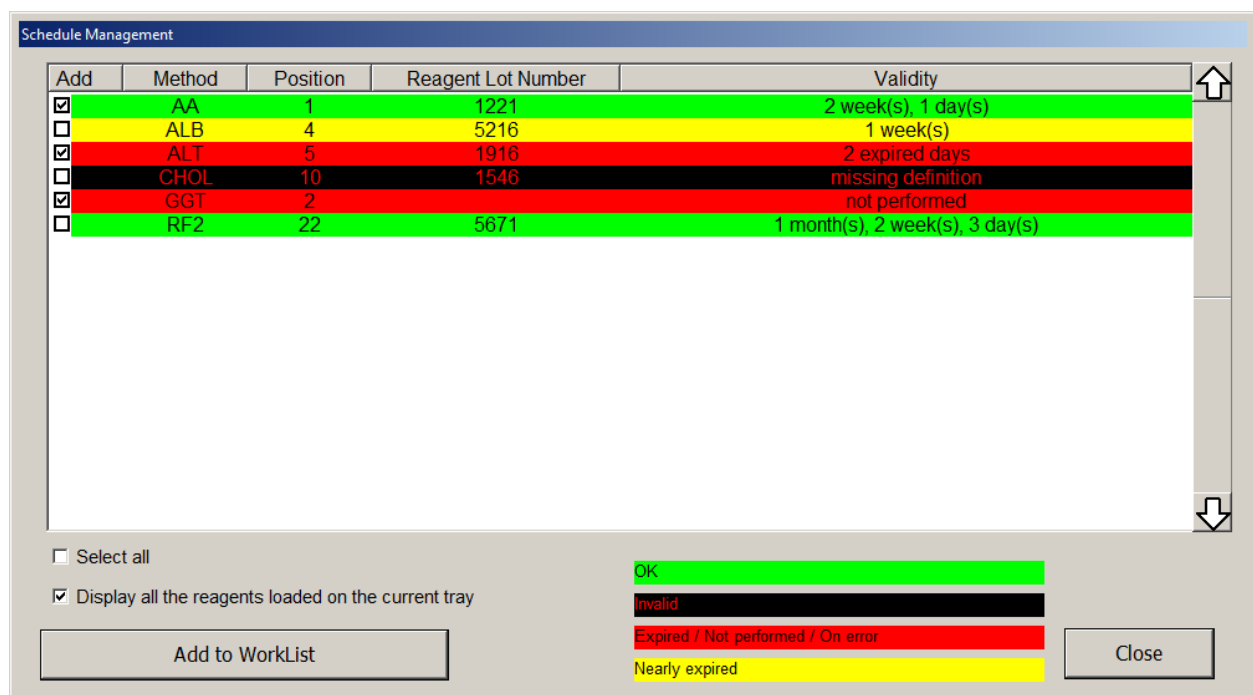 Schedule Management
Add Method Position Reagent Lot Number Validity
AA 1 1221 2 week(s), 1 day(s)
ALB 4 5216 1 week(s)
ALT 5 1916 2 expired days
CHOL 10 1546 missing definition
GGT 2 not performed
RF2 22 5671 1 month(s), 2 week(s), 3 day(s)
Select all
OK
Display all the reagents loaded on the current tray
Invalid
Expired / Not performed / On error
Add to WorkList
Close
Nearly expired